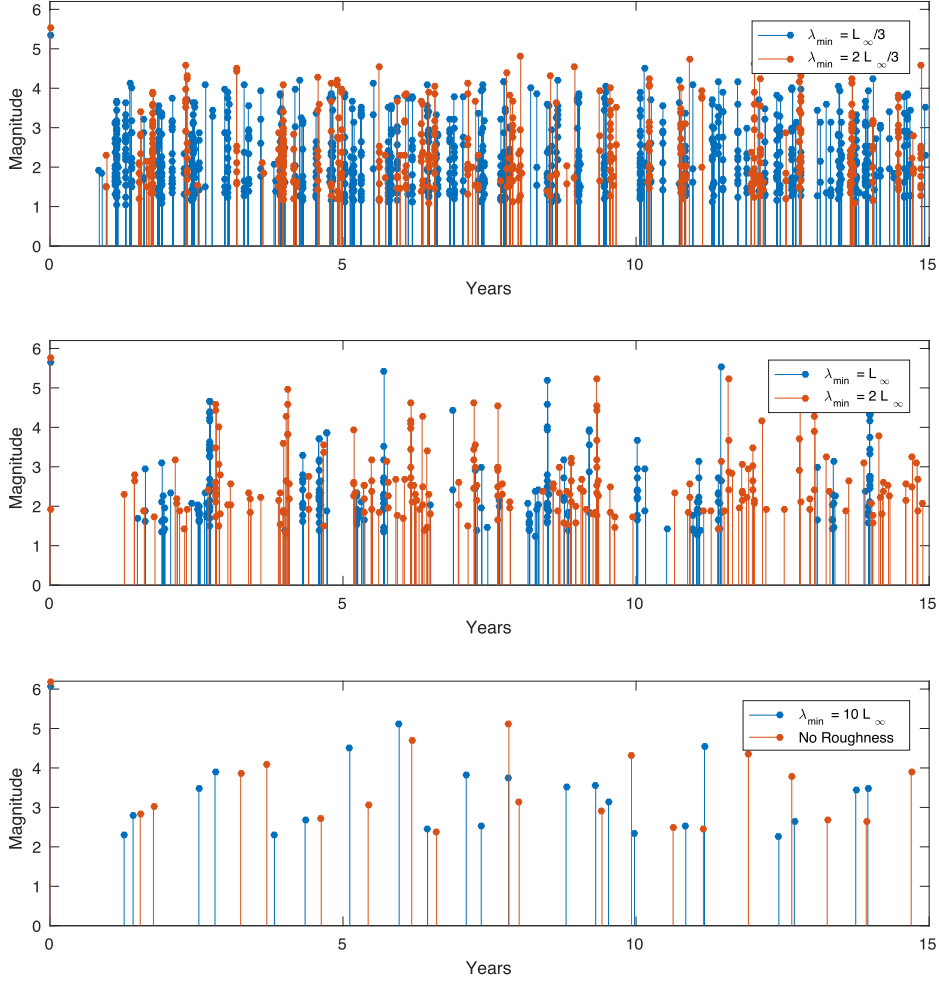 6
5
4
3
2
1
0
Magnitude
λmin = L∞/3
λmin = 2 L∞/3
0 5 10 15
Years
6
5
4
3
2
1
0
Magnitude
λmin = L∞
λmin = 2 L∞
0 5 10 15
Years
6
5
4
3
2
1
0
Magnitude
λmin = 10 L∞
No Roughness
0 5 10 15
Years